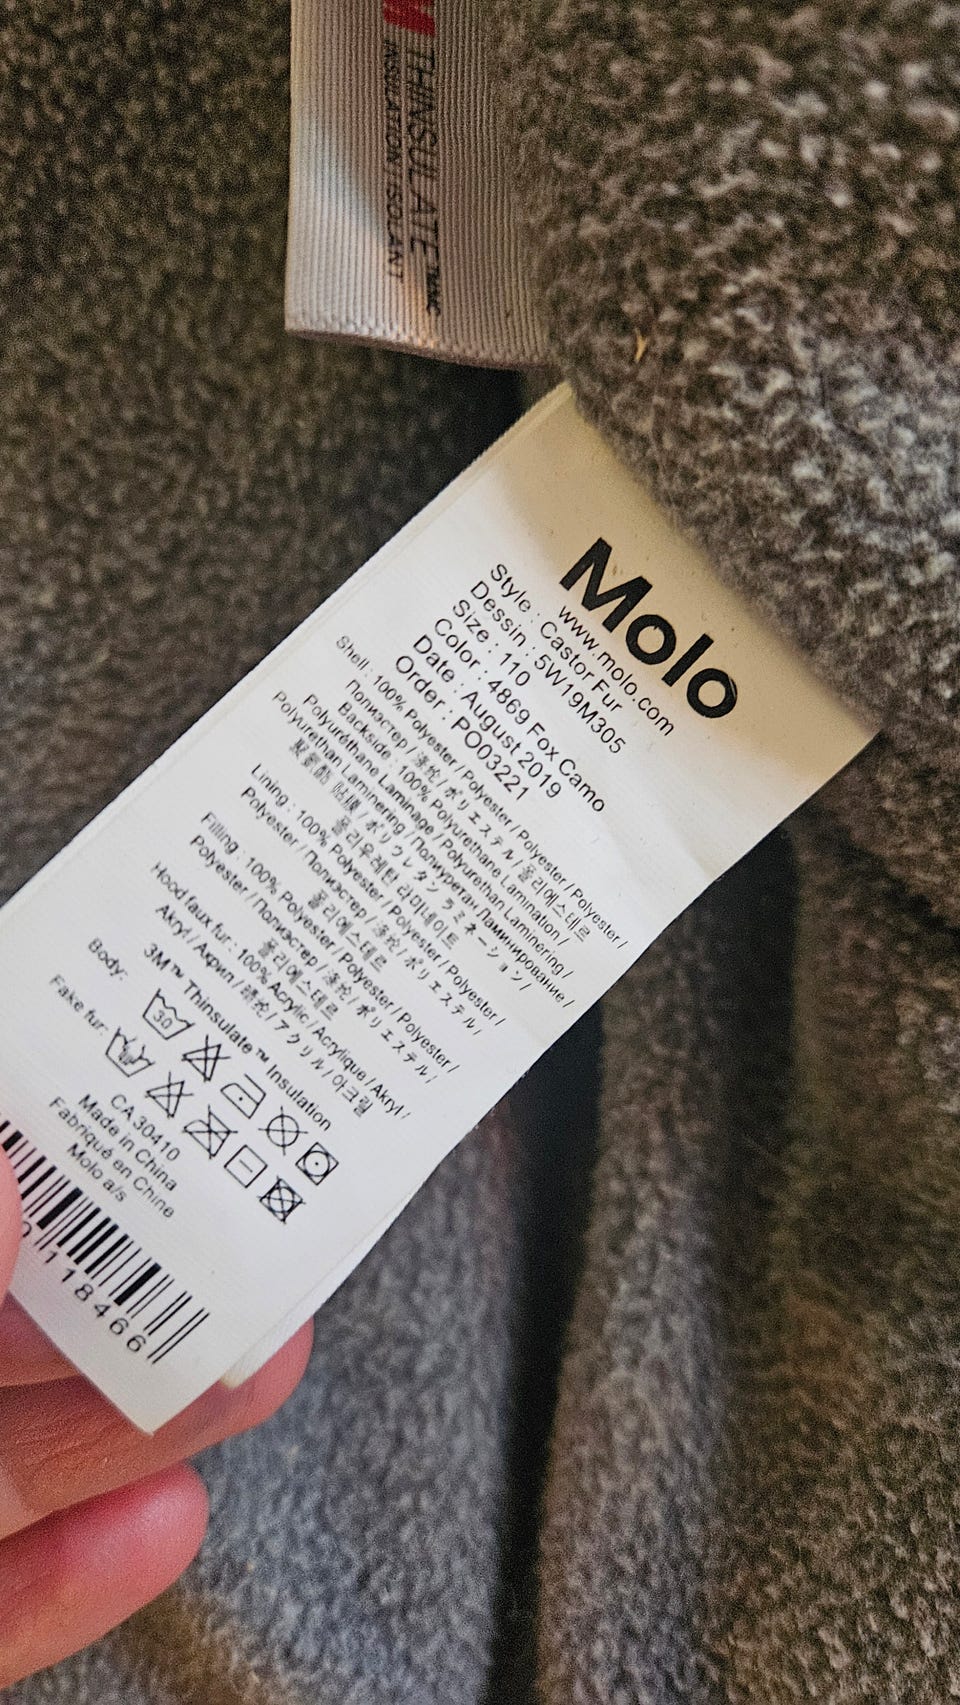 THINSULATE™
INSULATION ISOLANT
Molo
www.molo.com
Style : Castor Fur
Dessin : 5W19M305
Size : 110
Color : 4869 Fox Camo
Date : August 2019
Order : PO03221
Shell : 100% Polyester / Polyester / Polyester /
Полиэстер / 涤纶 / ポリエステル / 폴리에스테르
Backside : 100% Polyurethane Lamination /
Polyuréthane Laminage / Polyurethan Laminering /
Polyurethan Laminering / Полиуретан Ламинирование /
ポリウレタン ラミネーション /
폴리우레탄 라미네이트
Lining : 100% Polyester / Polyester / Polyester /
Polyester / Полиэстер / 涤纶 / ポリエステル /
폴리에스테르
Filling : 100% Polyester / Polyester / Polyester /
Polyester / Полиэстер / 涤纶 / ポリエステル /
폴리에스테르
Hood faux fur : 100% Acrylic / Acrylique / Akryl /
Akryl / Акрил / 腈纶 / アクリル / 아크릴
3M™ Thinsulate™ Insulation
Body:
30
Fake fur:
CA 30410
Made in China
Fabriqué en Chine
Molo a/s
118466